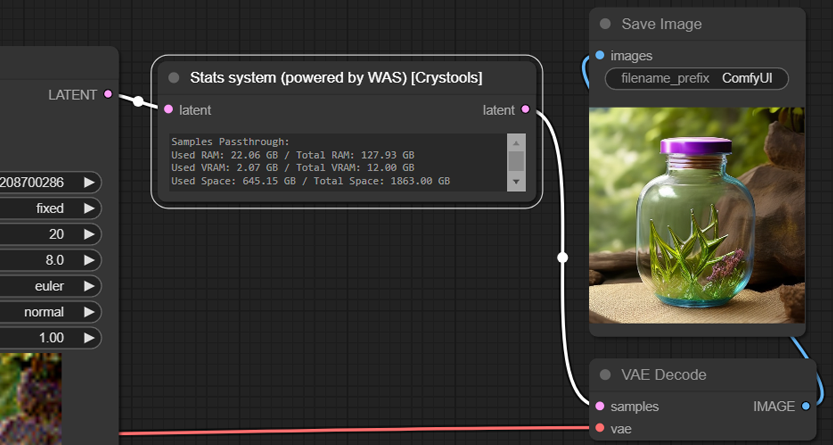 LATENT
208700286
fixed
20
8.0
euler
normal
1.00
Stats system (powered by WAS) [Crystools]
latent latent
Samples Passthrough:
Used RAM: 22.06 GB / Total RAM: 127.93 GB
Used VRAM: 2.07 GB / Total VRAM: 12.00 GB
Used Space: 645.15 GB / Total Space: 1863.00 GB
Save Image
images
filename_prefix ComfyUI
VAE Decode
samples IMAGE
vae